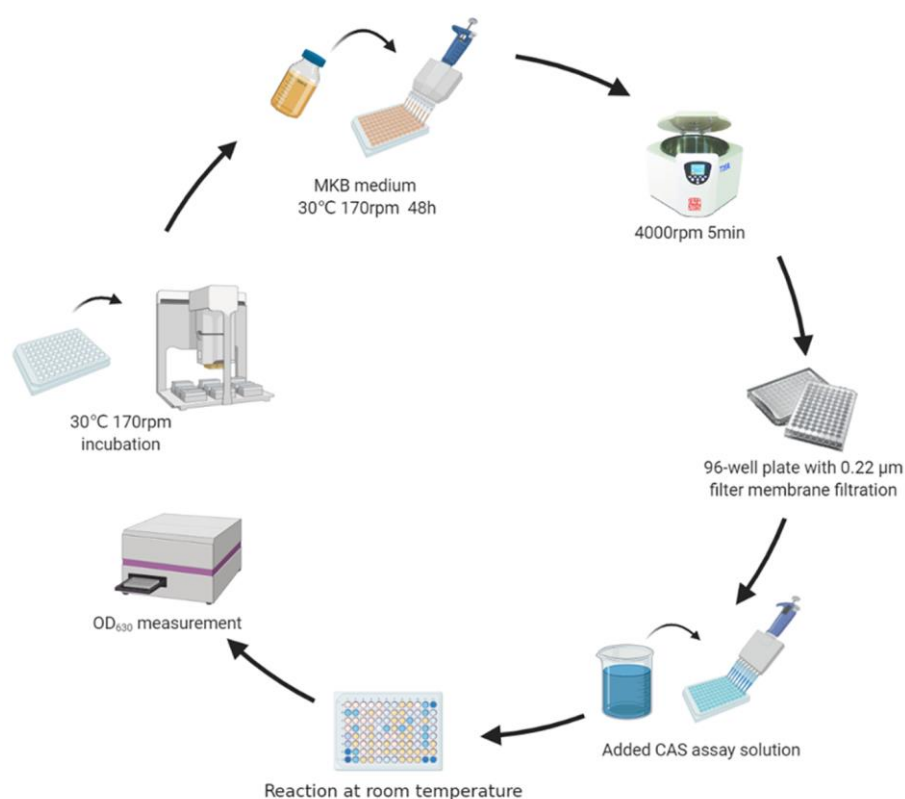 MKB medium
30℃ 170rpm 48h
4000rpm 5min
30℃ 170rpm
incubation
96-well plate with 0.22 μm
filter membrane filtration
OD₆₃₀ measurement
Added CAS assay solution
Reaction at room temperature